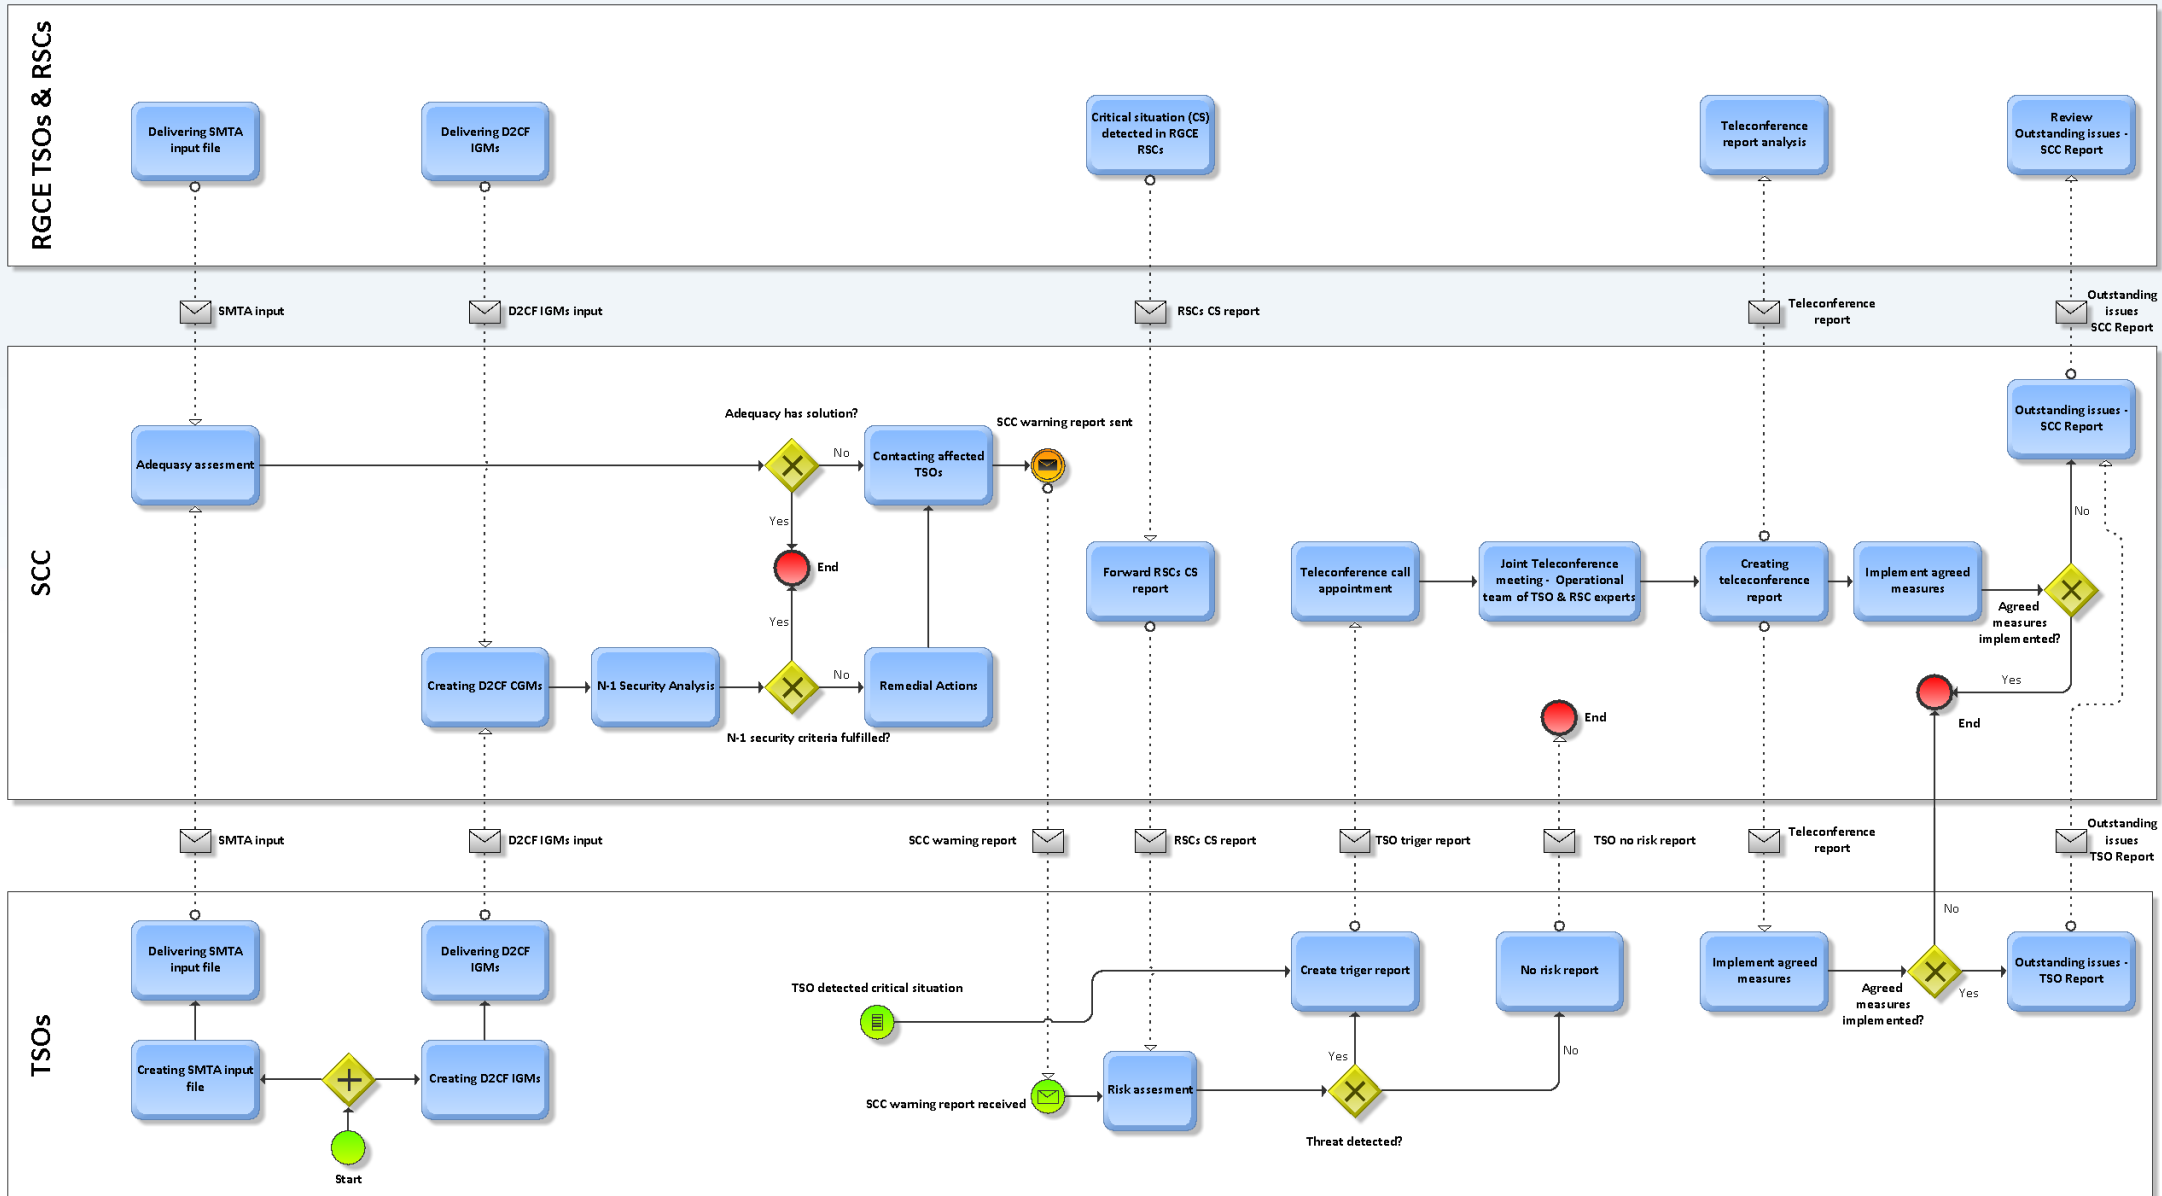 RGCE TSOs & RSCs
Delivering SMTA
input file
Delivering D2CF
IGMs
Critical situation (CS)
detected in RGCE
RSCs
Teleconference
report analysis
Review
Outstanding issues -
SCC Report
SMTA input
D2CF IGMs input
RSCs CS report
Teleconference
report
Outstanding
issues
SCC Report
SCC
Adequasy assesment
Adequacy has solution?
No
Yes
End
Contacting affected
TSOs
SCC warning report sent
Outstanding issues -
SCC Report
No
Forward RSCs CS
report
Teleconference call
appointment
Joint Teleconference
meeting - Operational
team of TSO & RSC experts
Creating
telceconference
report
Implement agreed
measures
Agreed
measures
implemented?
Yes
End
Creating D2CF CGMs
N-1 Security Analysis
Yes
No
N-1 security criteria fulfilled?
Remedial Actions
End
SMTA input
D2CF IGMs input
SCC warning report
RSCs CS report
TSO triger report
TSO no risk report
Teleconference
report
Outstanding
issues
TSO Report
TSOs
Delivering SMTA
input file
Delivering D2CF
IGMs
Creating SMTA input
file
Creating D2CF IGMs
Start
TSO detected critical situation
SCC warning report received
Risk assesment
Create triger report
Yes
No
Threat detected?
No risk report
Implement agreed
measures
Agreed
measures
implemented?
No
Yes
Outstanding issues -
TSO Report